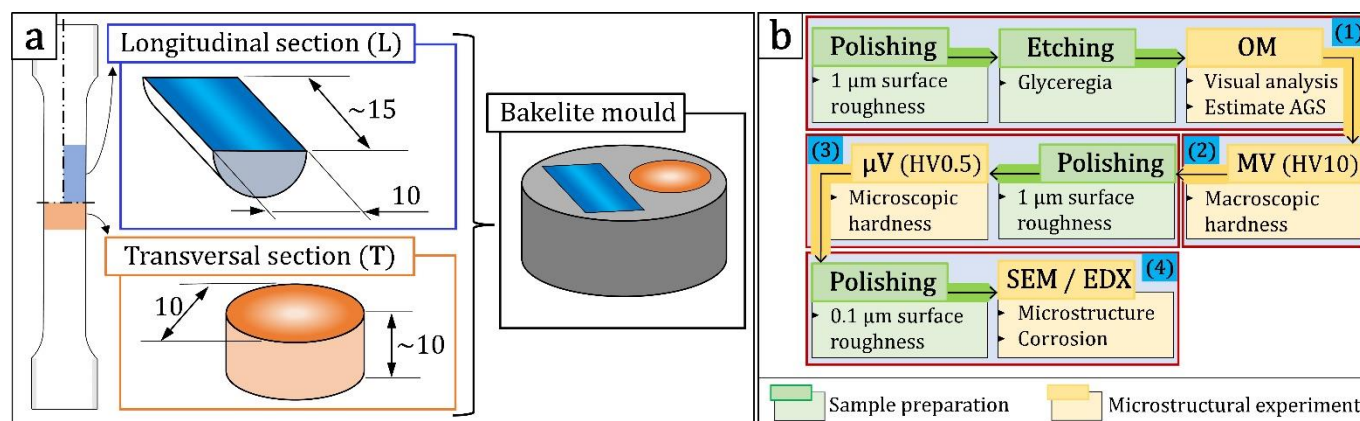 a
Longitudinal section (L)
~15
10
Transversal section (T)
10
~10
Bakelite mould
b
(1)
Polishing
1 μm surface
roughness
Etching
Glyceregia
OM
Visual analysis
Estimate AGS
(2)
MV (HV10)
Macroscopic
hardness
Polishing
1 μm surface
roughness
(3)
μV (HV0.5)
Microscopic
hardness
(4)
Polishing
0.1 μm surface
roughness
SEM / EDX
Microstructure
Corrosion
Sample preparation
Microstructural experiment